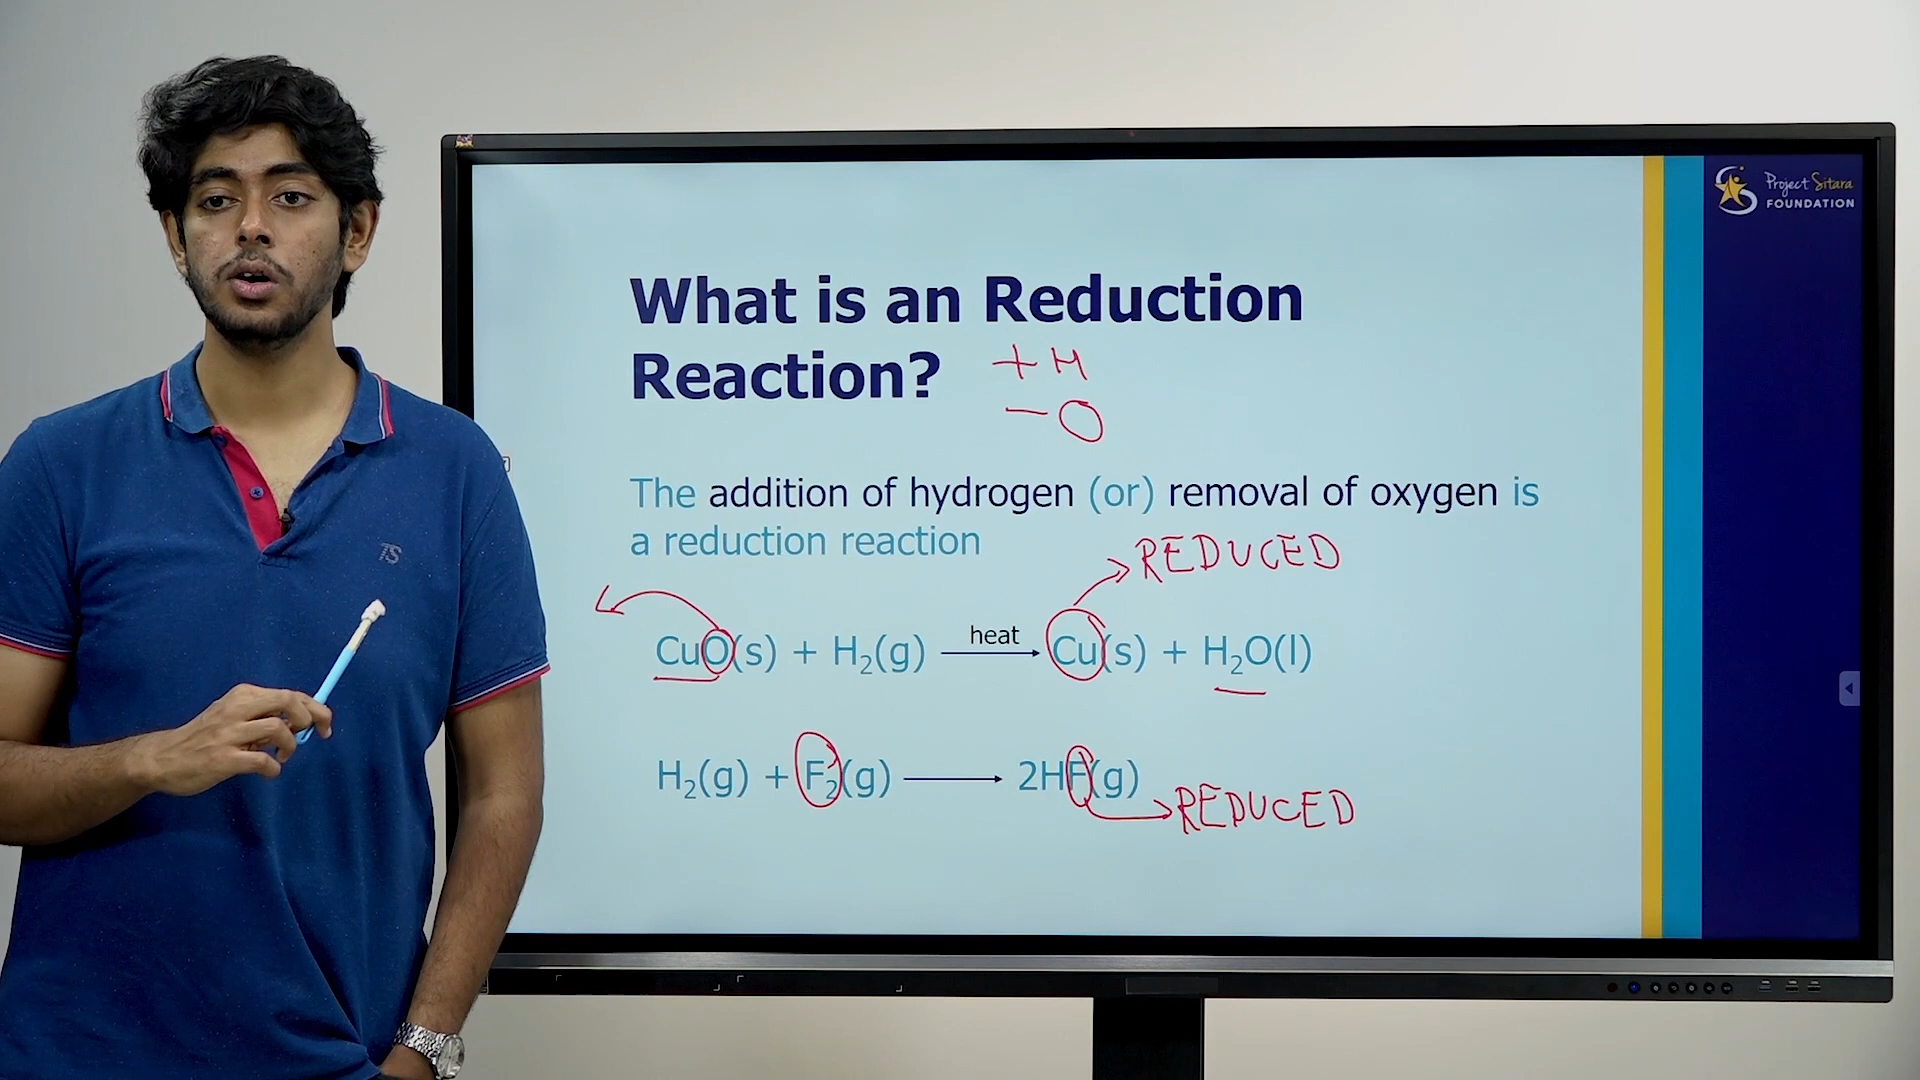 Project Sitara
FOUNDATION
What is an Reduction
Reaction?
+ H
- O
The addition of hydrogen (or) removal of oxygen is
a reduction reaction
REDUCED
CuO(s) + H₂(g) heat → Cu(s) + H₂O(l)
H₂(g) + F₂(g) → 2HF(g)
REDUCED
TS